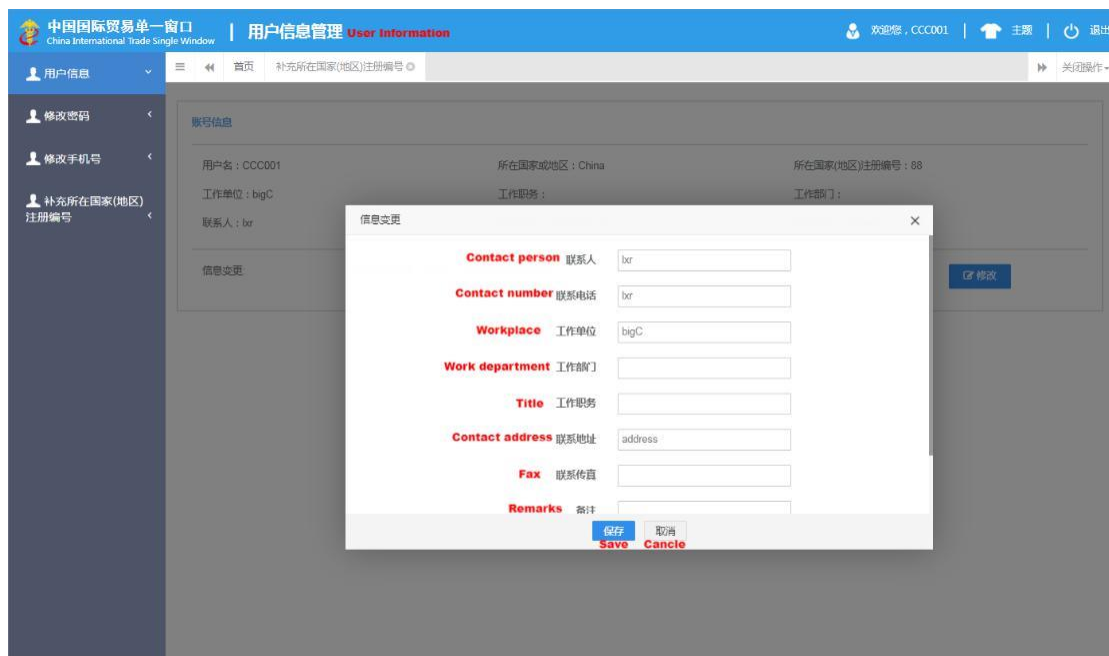 中国国际贸易单一窗口 | 用户信息管理 User Information 欢迎您，CCC001 | 主题 | 退出
China International Trade Single Window
用户信息 首页 补充所在国家(地区)注册编号 关闭操作
修改密码
修改手机号
补充所在国家(地区)
注册编号
账号信息
用户名：CCC001 所在国家或地区：China 所在国家(地区)注册编号：88
工作单位：bigC 工作职务： 工作部门：
联系人：lxr
信息变更 修改
信息变更 ×
Contact person 联系人 lxr
Contact number 联系电话 lxr
Workplace 工作单位 bigC
Work department 工作部门
Title 工作职务
Contact address 联系地址 address
Fax 联系传真
Remarks 备注
保存 取消
Save Cancle